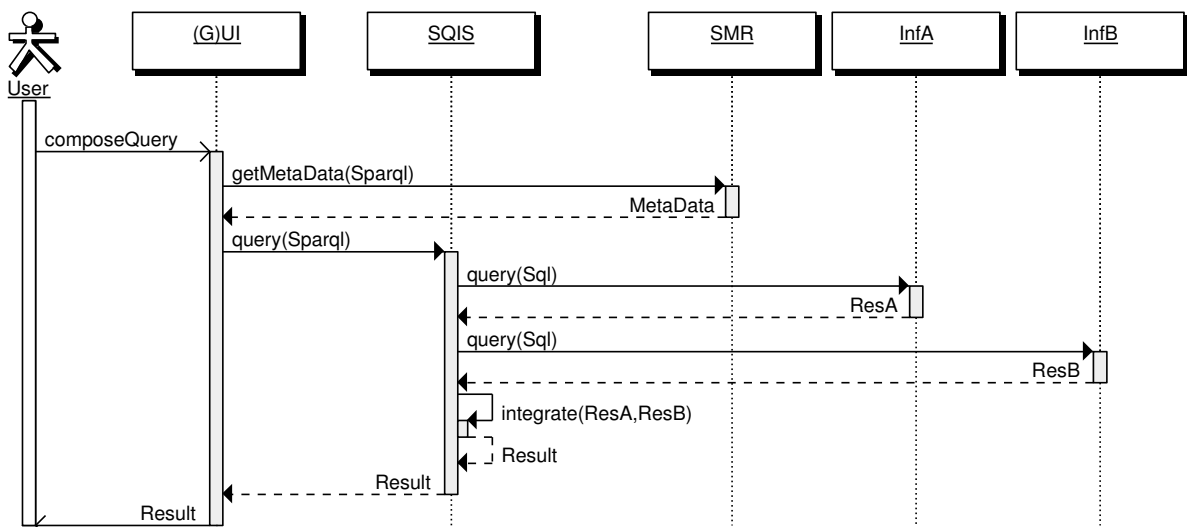 (G)UI
SQIS
SMR
InfA
InfB
User
composeQuery
getMetaData(Sparql)
MetaData
query(Sparql)
query(Sql)
ResA
query(Sql)
ResB
integrate(ResA,ResB)
Result
Result
Result